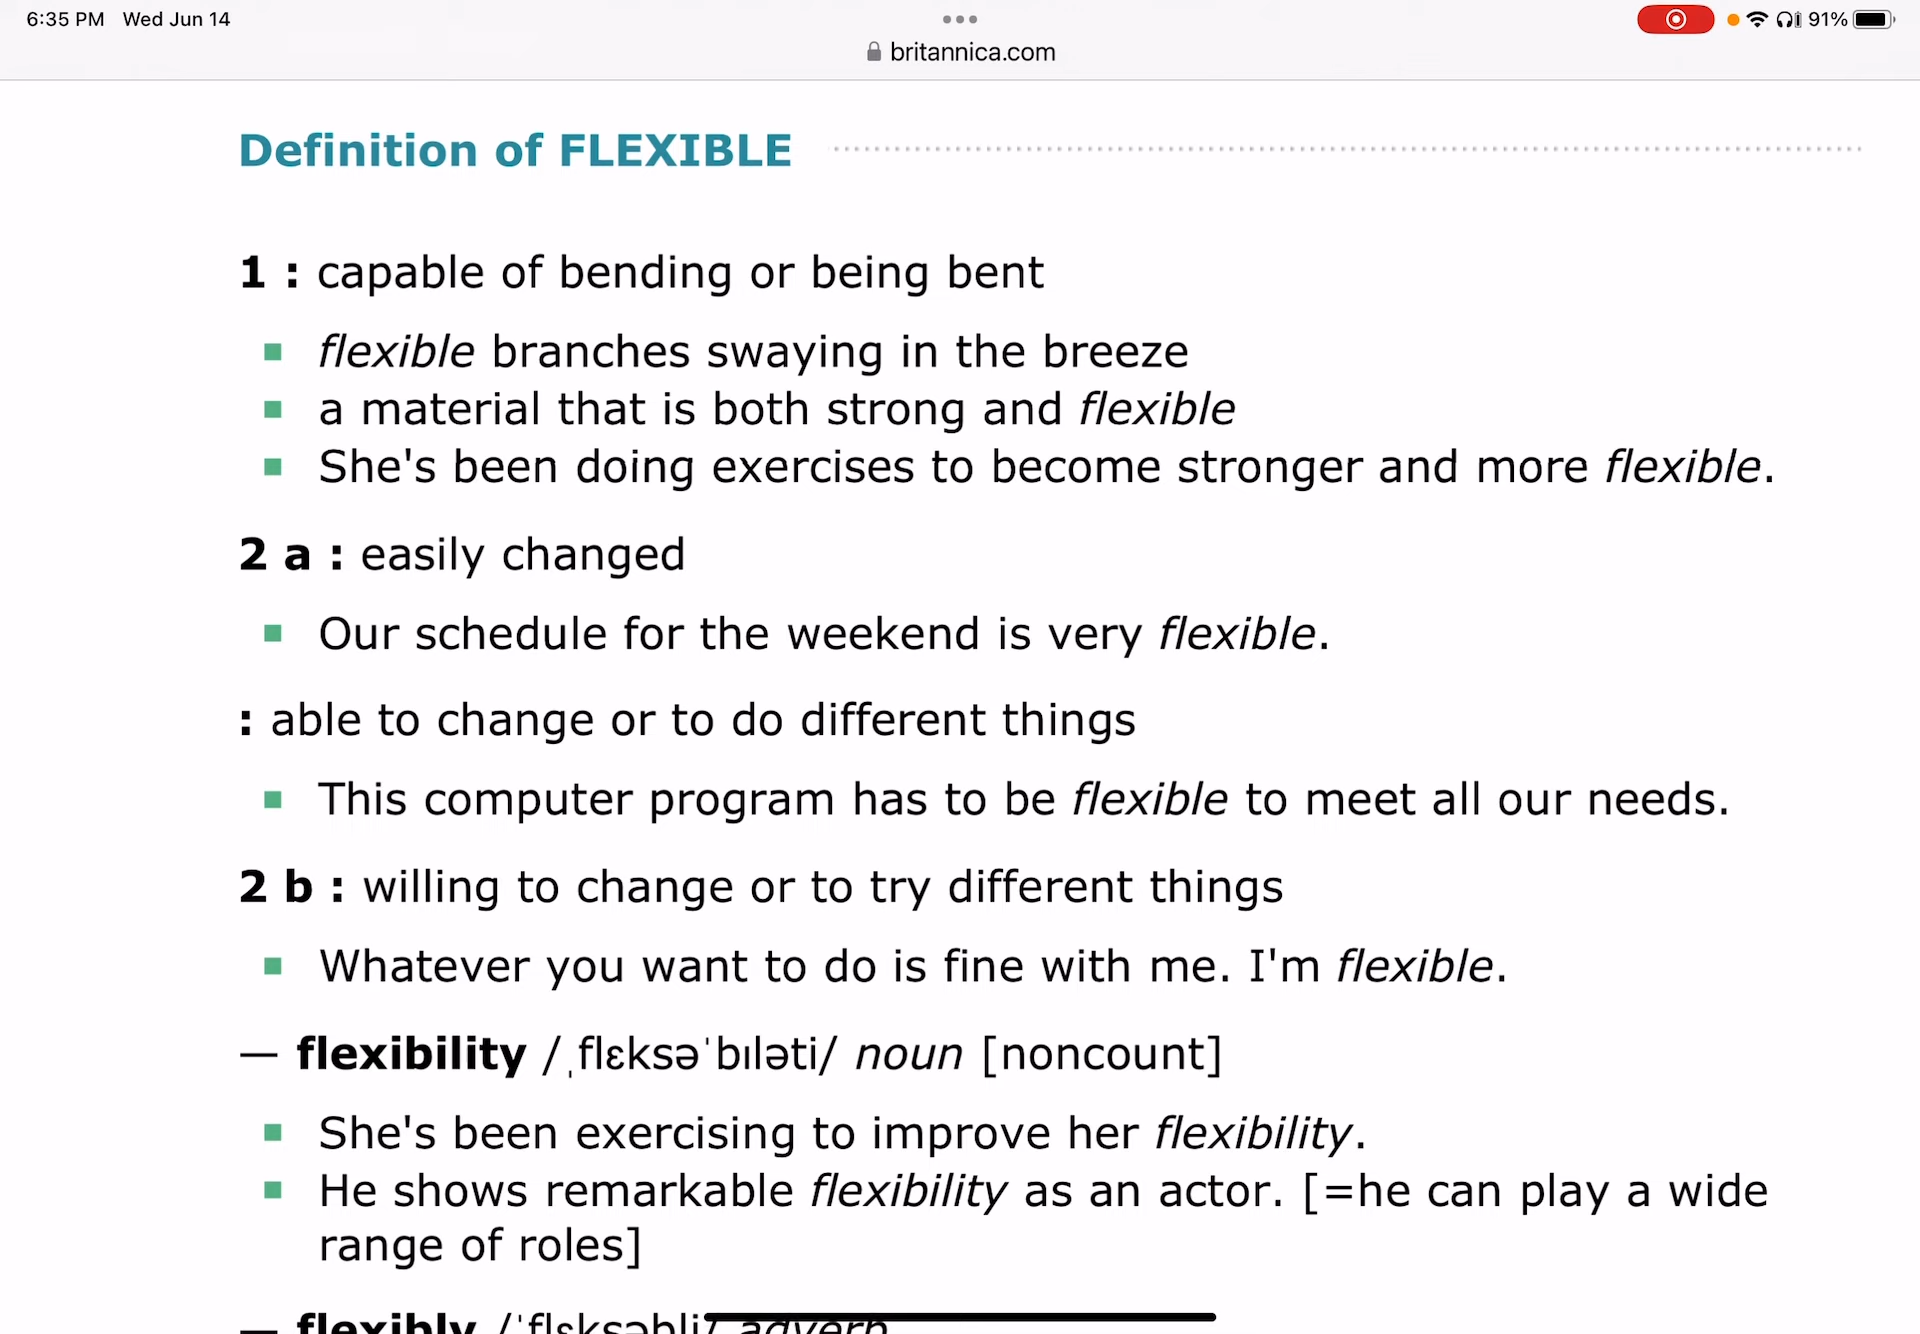 6:35 PM Wed Jun 14
91%
britannica.com
Definition of FLEXIBLE
1 : capable of bending or being bent
flexible branches swaying in the breeze
a material that is both strong and flexible
She's been doing exercises to become stronger and more flexible.
2 a : easily changed
Our schedule for the weekend is very flexible.
: able to change or to do different things
This computer program has to be flexible to meet all our needs.
2 b : willing to change or to try different things
Whatever you want to do is fine with me. I'm flexible.
— flexibility /ˌflɛksəˈbɪləti/ noun [noncount]
She's been exercising to improve her flexibility.
He shows remarkable flexibility as an actor. [=he can play a wide
range of roles]
— flexibly /ˈflɛksəbli/ adverb